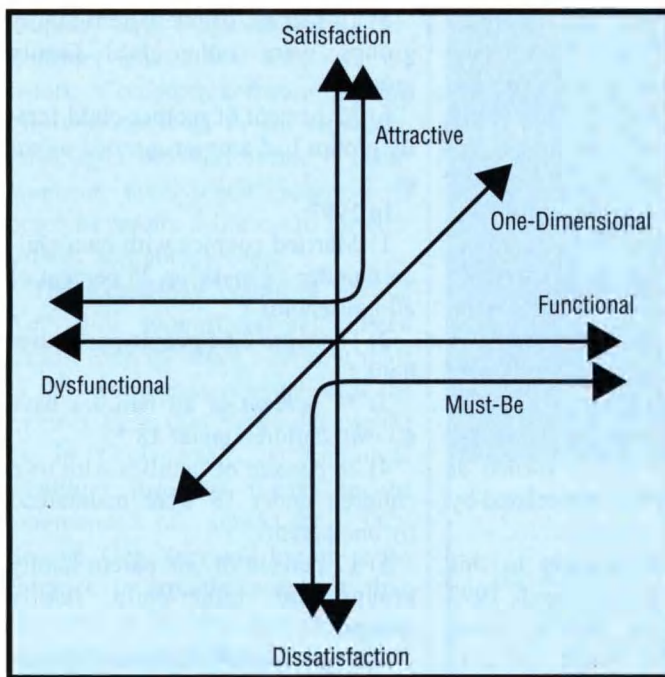 Satisfaction
Attractive
One-Dimensional
Functional
Dysfunctional
Must-Be
Dissatisfaction